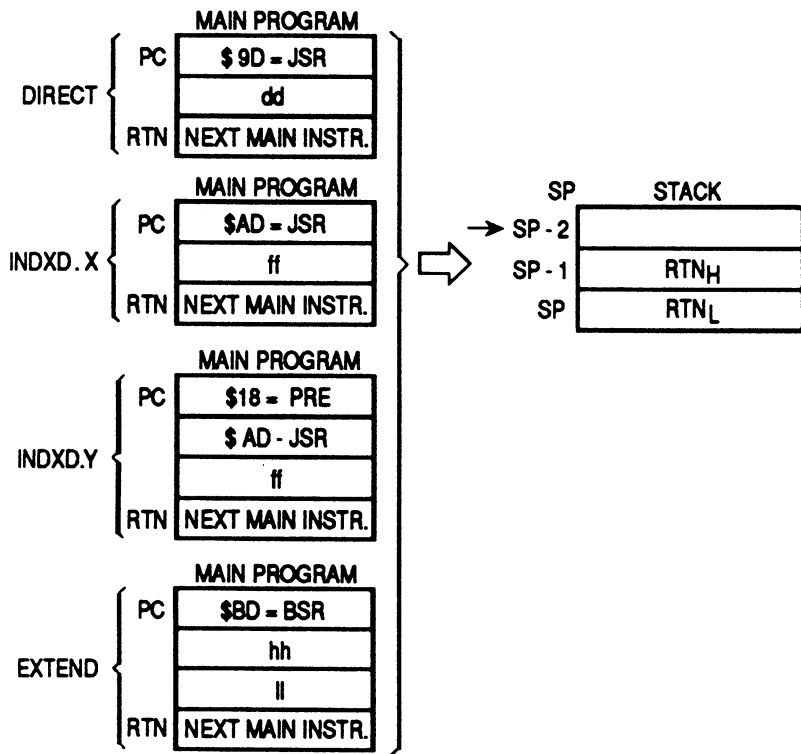 MAIN PROGRAM
PC $ 9D = JSR
DIRECT dd
RTN NEXT MAIN INSTR.
MAIN PROGRAM
PC $AD = JSR
INDXD . X ff
RTN NEXT MAIN INSTR.
MAIN PROGRAM
PC $18 = PRE
$ AD - JSR
INDXD.Y ff
RTN NEXT MAIN INSTR.
MAIN PROGRAM
PC $BD = BSR
hh
EXTEND ll
RTN NEXT MAIN INSTR.
SP STACK
→ SP - 2
SP - 1 RTNH
SP RTNL